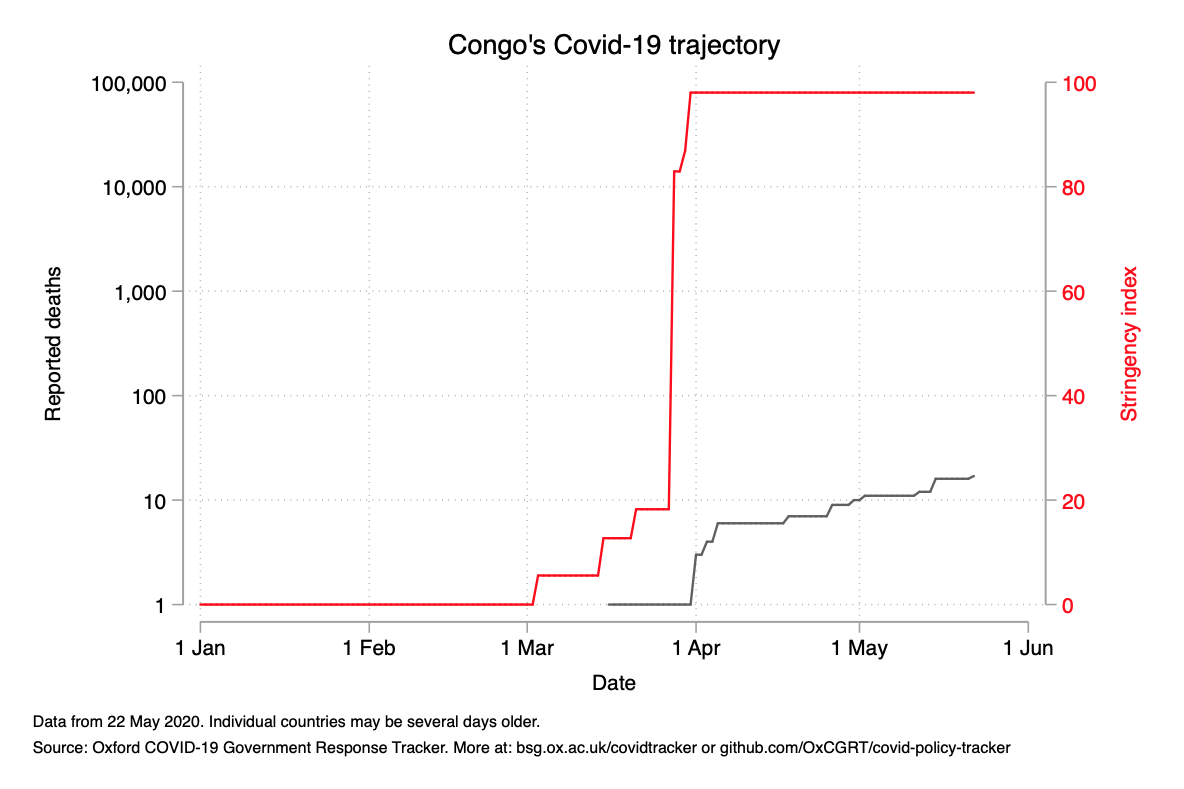 Congo's Covid-19 trajectory
100,000
10,000
1,000
100
10
1
Reported deaths
100
80
60
40
20
0
Stringency index
1 Jan
1 Feb
1 Mar
1 Apr
1 May
1 Jun
Date
Data from 22 May 2020. Individual countries may be several days older.
Source: Oxford COVID-19 Government Response Tracker. More at: bsg.ox.ac.uk/covidtracker or github.com/OxCGRT/covid-policy-tracker